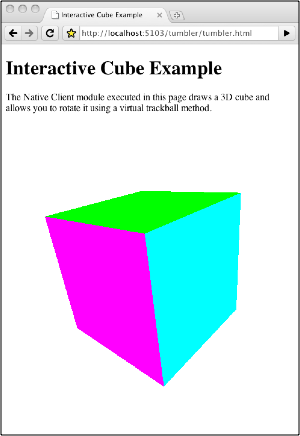 Interactive Cube Example
http://localhost:5103/tumbler/tumbler.html
Interactive Cube Example
The Native Client module executed in this page draws a 3D cube and
allows you to rotate it using a virtual trackball method.